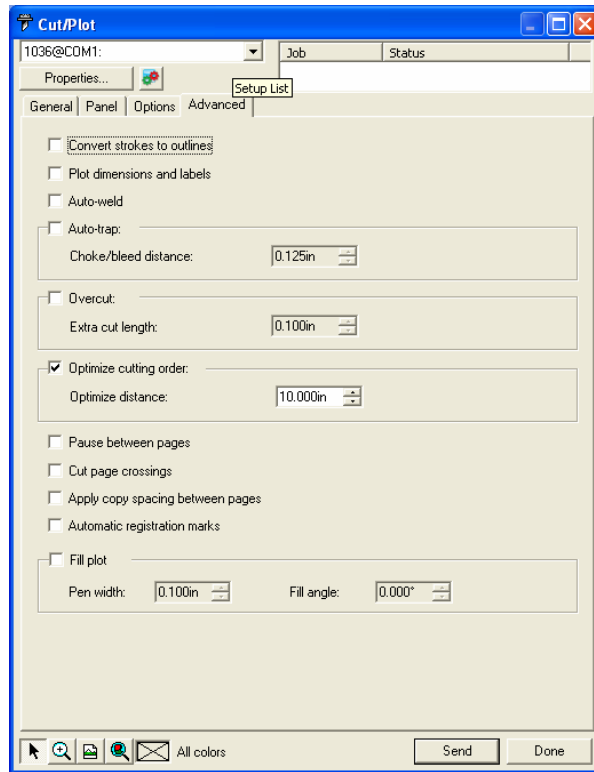 Cut/Plot
1036@COM1:
Job Status
Properties...
Setup List
General Panel Options Advanced
Convert strokes to outlines
Plot dimensions and labels
Auto-weld
Auto-trap:
Choke/bleed distance: 0.125in
Overcut:
Extra cut length: 0.100in
Optimize cutting order:
Optimize distance: 10.000in
Pause between pages
Cut page crossings
Apply copy spacing between pages
Automatic registration marks
Fill plot
Pen width: 0.100in Fill angle: 0.000°
All colors Send Done